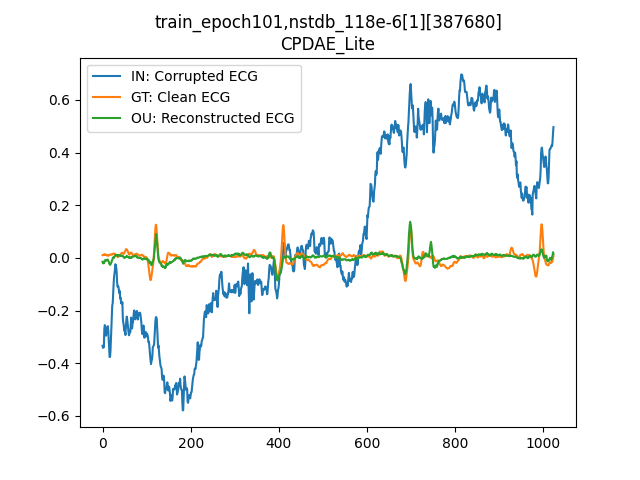 train_epoch101,nstdb_118e-6[1][387680]
CPDAE_Lite
IN: Corrupted ECG
GT: Clean ECG
OU: Reconstructed ECG
0.6
0.4
0.2
0.0
−0.2
−0.4
−0.6
0 200 400 600 800 1000